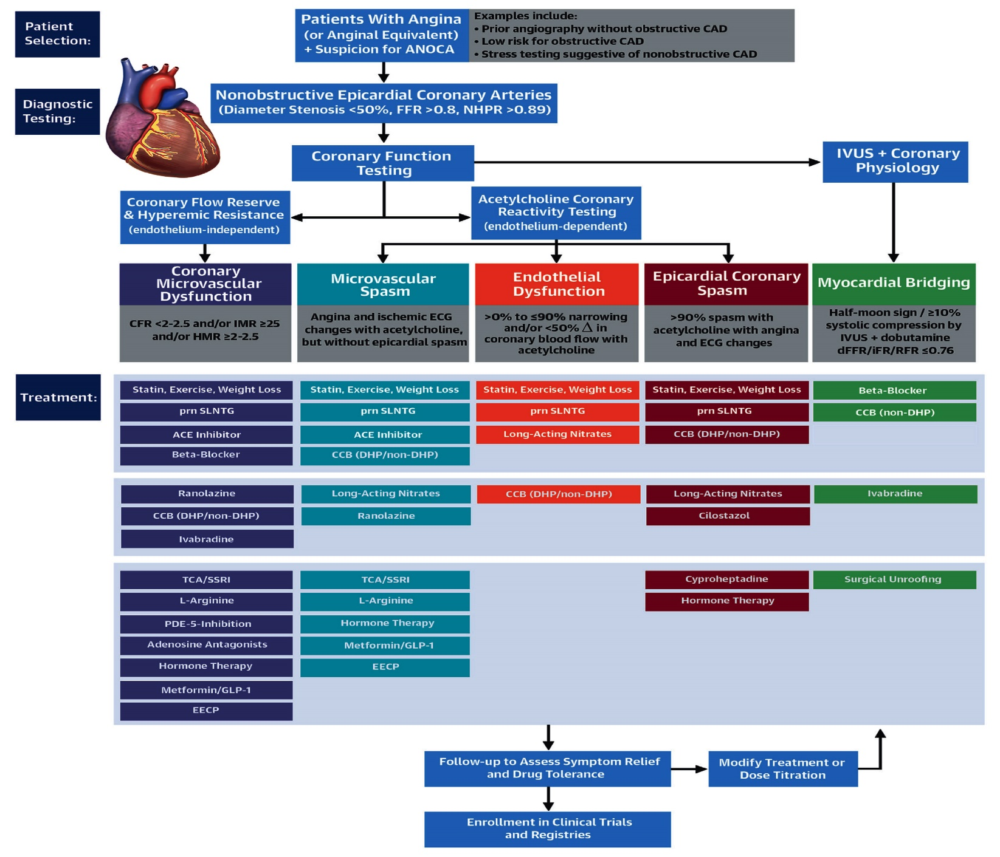 Patient
Selection:
Patients With Angina
(or Anginal Equivalent)
+ Suspicion for ANOCA
Examples include:
• Prior angiography without obstructive CAD
• Low risk for obstructive CAD
• Stress testing suggestive of nonobstructive CAD
Diagnostic
Testing:
Nonobstructive Epicardial Coronary Arteries
(Diameter Stenosis <50%, FFR >0.8, NHPR >0.89)
Coronary Function
Testing
IVUS + Coronary
Physiology
Coronary Flow Reserve
& Hyperemic Resistance
(endothelium-independent)
Acetylcholine Coronary
Reactivity Testing
(endothelium-dependent)
Coronary
Microvascular
Dysfunction
CFR <2-2.5 and/or IMR ≥25
and/or HMR ≥2-2.5
Microvascular
Spasm
Angina and ischemic ECG
changes with acetylcholine,
but without epicardial spasm
Endothelial
Dysfunction
>0% to ≤90% narrowing
and/or <50% Δ in
coronary blood flow with
acetylcholine
Epicardial Coronary
Spasm
>90% spasm with
acetylcholine with angina
and ECG changes
Myocardial Bridging
Half-moon sign / ≥10%
systolic compression by
IVUS + dobutamine
dFFR/iFR/RFR ≤0.76
Treatment:
Statin, Exercise, Weight Loss
prn SLNTG
ACE Inhibitor
Beta-Blocker
Statin, Exercise, Weight Loss
prn SLNTG
ACE Inhibitor
CCB (DHP/non-DHP)
Statin, Exercise, Weight Loss
prn SLNTG
Long-Acting Nitrates
Statin, Exercise, Weight Loss
prn SLNTG
CCB (DHP/non-DHP)
Beta-Blocker
CCB (non-DHP)
Ranolazine
CCB (DHP/non-DHP)
Ivabradine
Long-Acting Nitrates
Ranolazine
CCB (DHP/non-DHP)
Long-Acting Nitrates
Cilostazol
Ivabradine
TCA/SSRI
L-Arginine
PDE-5-Inhibition
Adenosine Antagonists
Hormone Therapy
Metformin/GLP-1
EECP
TCA/SSRI
L-Arginine
Hormone Therapy
Metformin/GLP-1
EECP
Cyproheptadine
Hormone Therapy
Surgical Unroofing
Follow-up to Assess Symptom Relief
and Drug Tolerance
Modify Treatment or
Dose Titration
Enrollment in Clinical Trials
and Registries